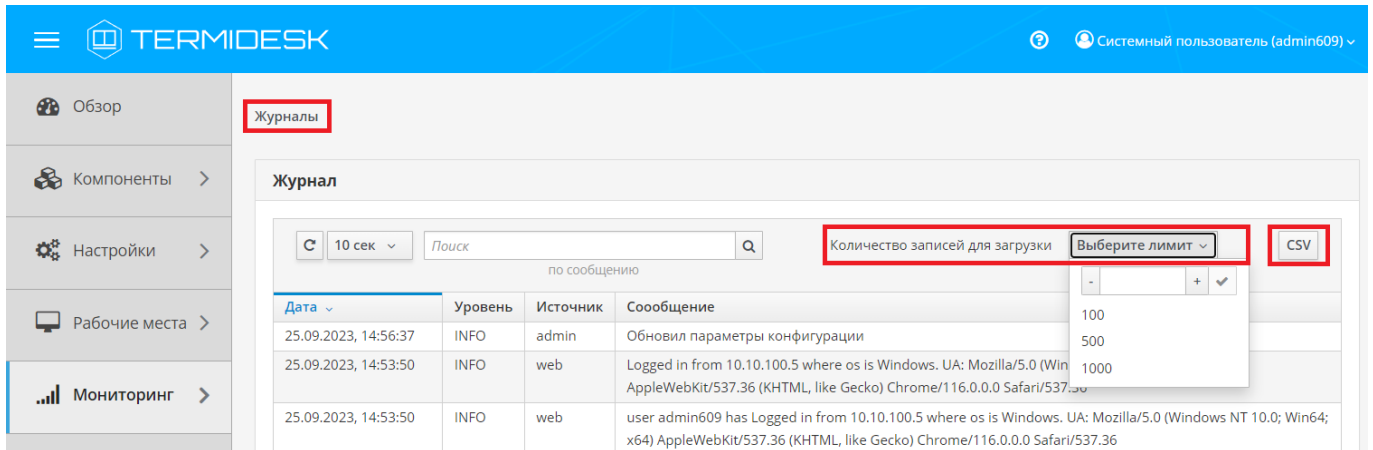 TERMIDESK
Системный пользователь (admin609)
Обзор
Журналы
Компоненты
Журнал
Настройки
10 сек
Поиск
Количество записей для загрузки
Выберите лимит
CSV
по сообщению
- +
100
500
1000
Рабочие места
Мониторинг
Дата Уровень Источник Соообщение
25.09.2023, 14:56:37 INFO admin Обновил параметры конфигурации
25.09.2023, 14:53:50 INFO web Logged in from 10.10.100.5 where os is Windows. UA: Mozilla/5.0 (Win
AppleWebKit/537.36 (KHTML, like Gecko) Chrome/116.0.0.0 Safari/537.36
25.09.2023, 14:53:50 INFO web user admin609 has Logged in from 10.10.100.5 where os is Windows. UA: Mozilla/5.0 (Windows NT 10.0; Win64;
x64) AppleWebKit/537.36 (KHTML, like Gecko) Chrome/116.0.0.0 Safari/537.36